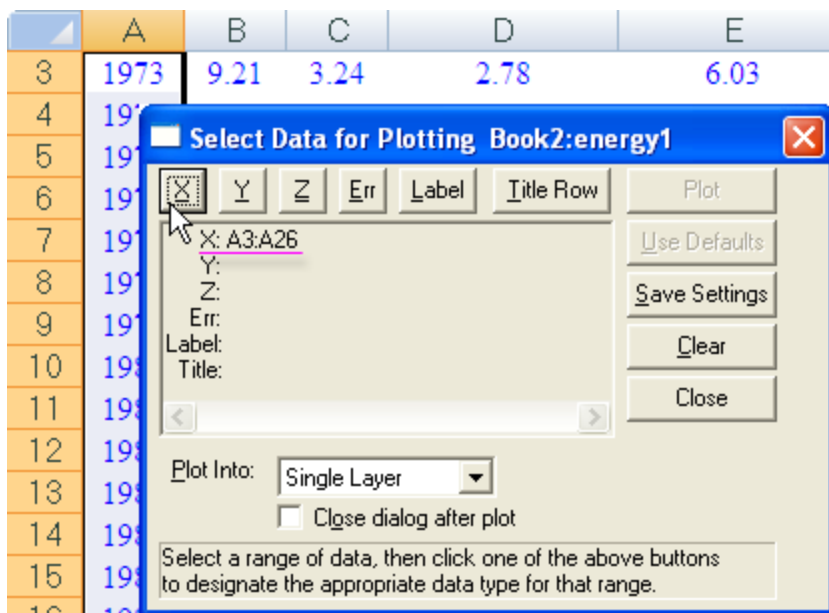 A B C D E
3 1973 9.21 3.24 2.78 6.03
4
5
6
7
8
9
10
11
12
13
14
15
Select Data for Plotting Book2:energy1
X Y Z Err Label Title Row Plot
X: A3:A26
Y:
Z:
Err:
Label:
Title:
Use Defaults
Save Settings
Clear
Close
Plot Into: Single Layer
Close dialog after plot
Select a range of data, then click one of the above buttons
to designate the appropriate data type for that range.